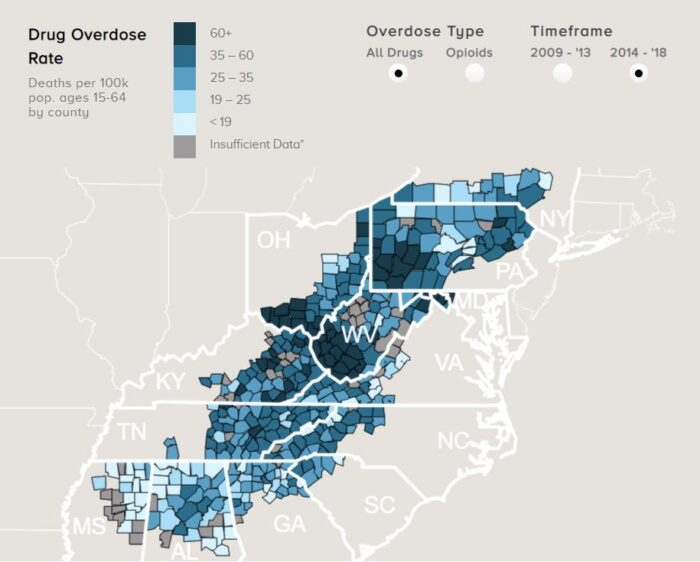 Drug Overdose
Rate
Deaths per 100k
pop. ages 15-64
by county
60+
35 – 60
25 – 35
19 – 25
< 19
Insufficient Data*
Overdose Type
All Drugs Opioids
Timeframe
2009 - '13 2014 - '18
OH
NY
PA
MD
WV
VA
KY
TN
NC
SC
MS
AL
GA